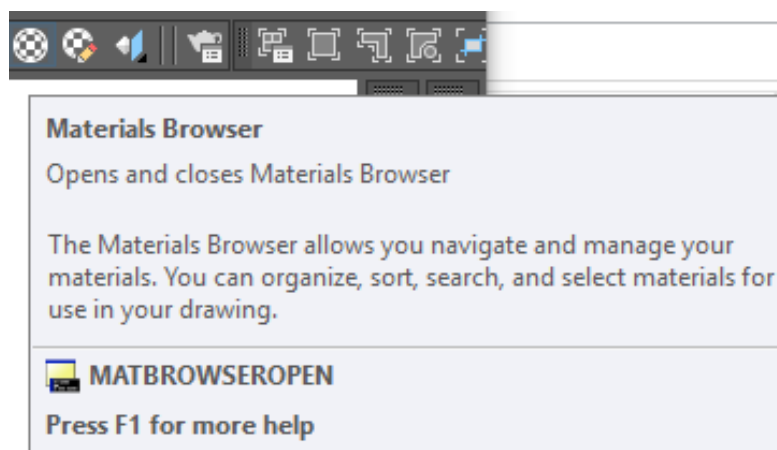 Materials Browser
Opens and closes Materials Browser
The Materials Browser allows you navigate and manage your
materials. You can organize, sort, search, and select materials for
use in your drawing.
MATBROWSEROPEN
Press F1 for more help